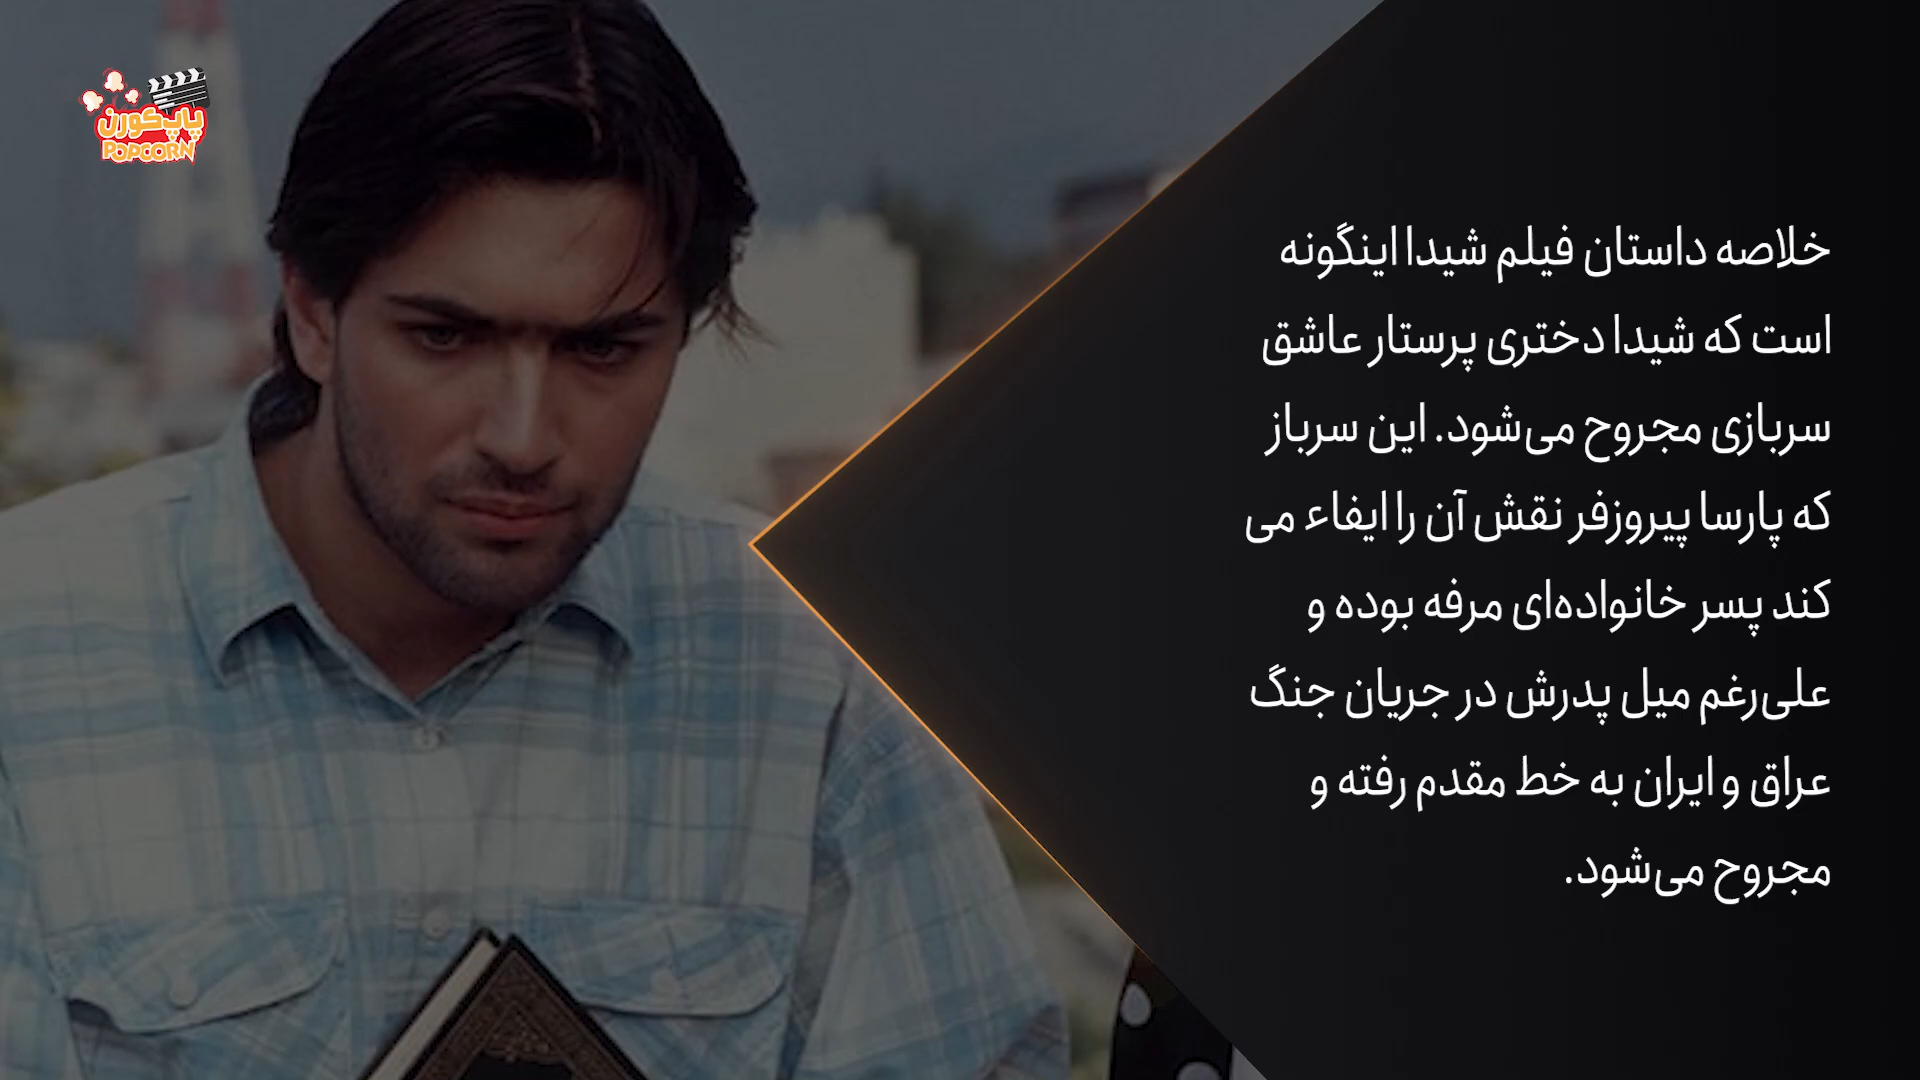 پاپ‌کورن
POPCORN
خلاصه داستان فیلم شیدا اینگونه
است که شیدا دختری پرستار عاشق
سربازی مجروح می‌شود. این سرباز
که پارسا پیروزفر نقش آن را ایفاء می
کند پسر خانواده‌ای مرفه بوده و
علی‌رغم میل پدرش در جریان جنگ
عراق و ایران به خط مقدم رفته و
مجروح می‌شود.